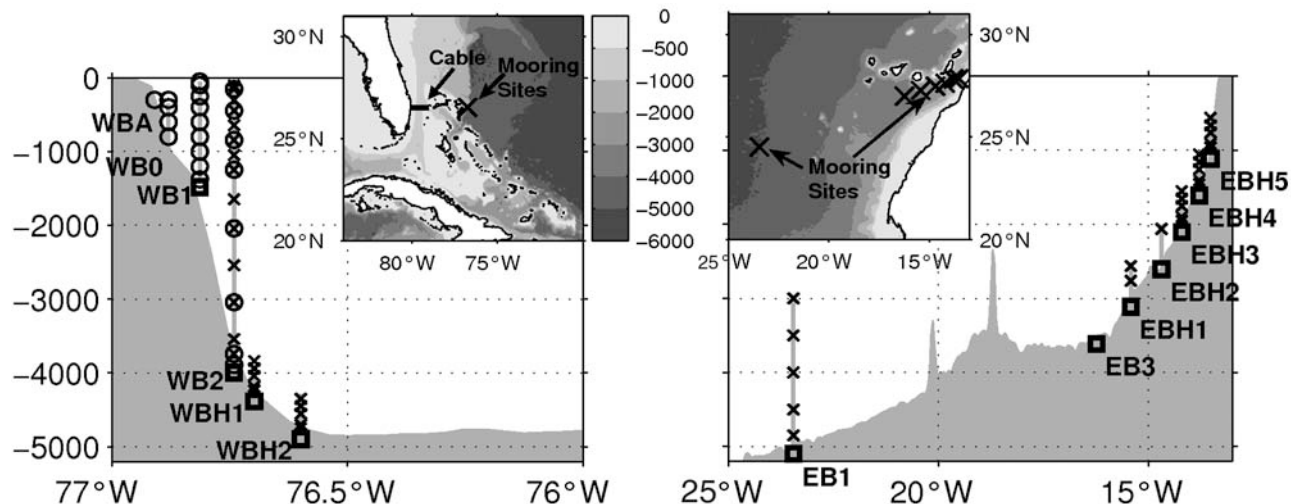 0
−1000
−2000
−3000
−4000
−5000
77°W
76.5°W
76°W
WBA
WB0
WB1
WB2
WBH1
WBH2
30°N
25°N
20°N
80°W
75°W
Cable
Mooring
Sites
0
−500
−1000
−2000
−3000
−4000
−5000
−6000
30°N
25°N
20°N
25°W
20°W
15°W
Mooring
Sites
EBH5
EBH4
EBH3
EBH2
EBH1
EB3
EB1
25°W
20°W
15°W